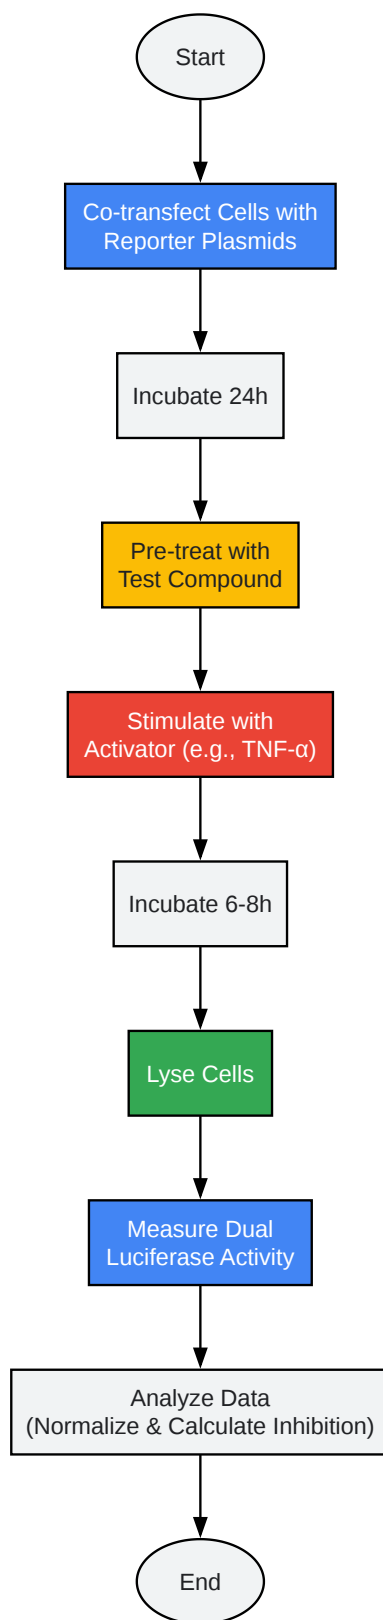 Start
Co-transfect Cells with
Reporter Plasmids
Incubate 24h
Pre-treat with
Test Compound
Stimulate with
Activator (e.g., TNF-α)
Incubate 6-8h
Lyse Cells
Measure Dual
Luciferase Activity
Analyze Data
(Normalize & Calculate Inhibition)
End